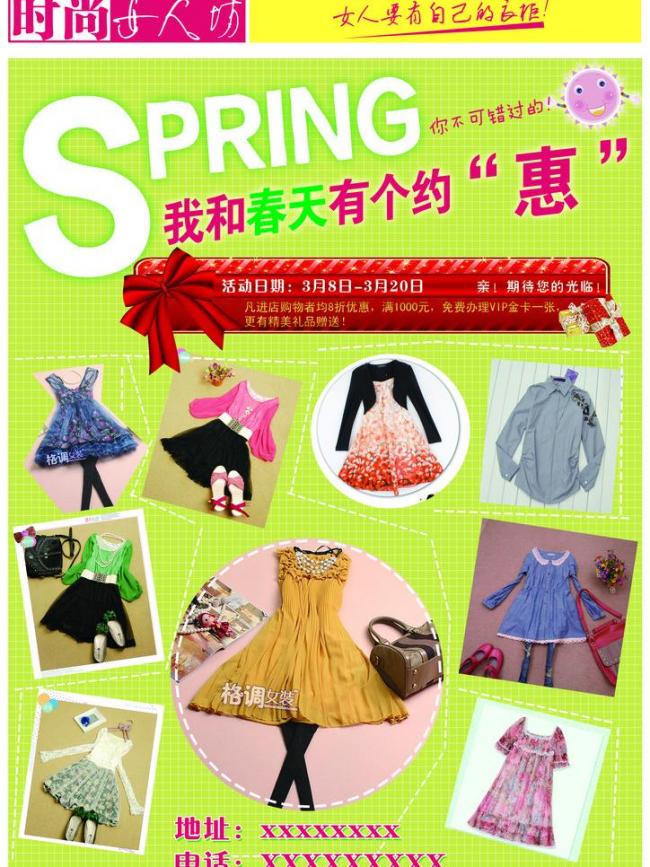 时尚女人坊
女人要有自己的衣柜!
SPRING
你不可错过的!
我和春天有个约“惠”
活动日期:3月8日-3月20日 亲!期待您的光临!
凡进店购物者均8折优惠,满1000元,免费办理VIP金卡一张,
更有精美礼品赠送!
格调女装
格调女装
地址:XXXXXXXX
电话:XXXXXXXXXX